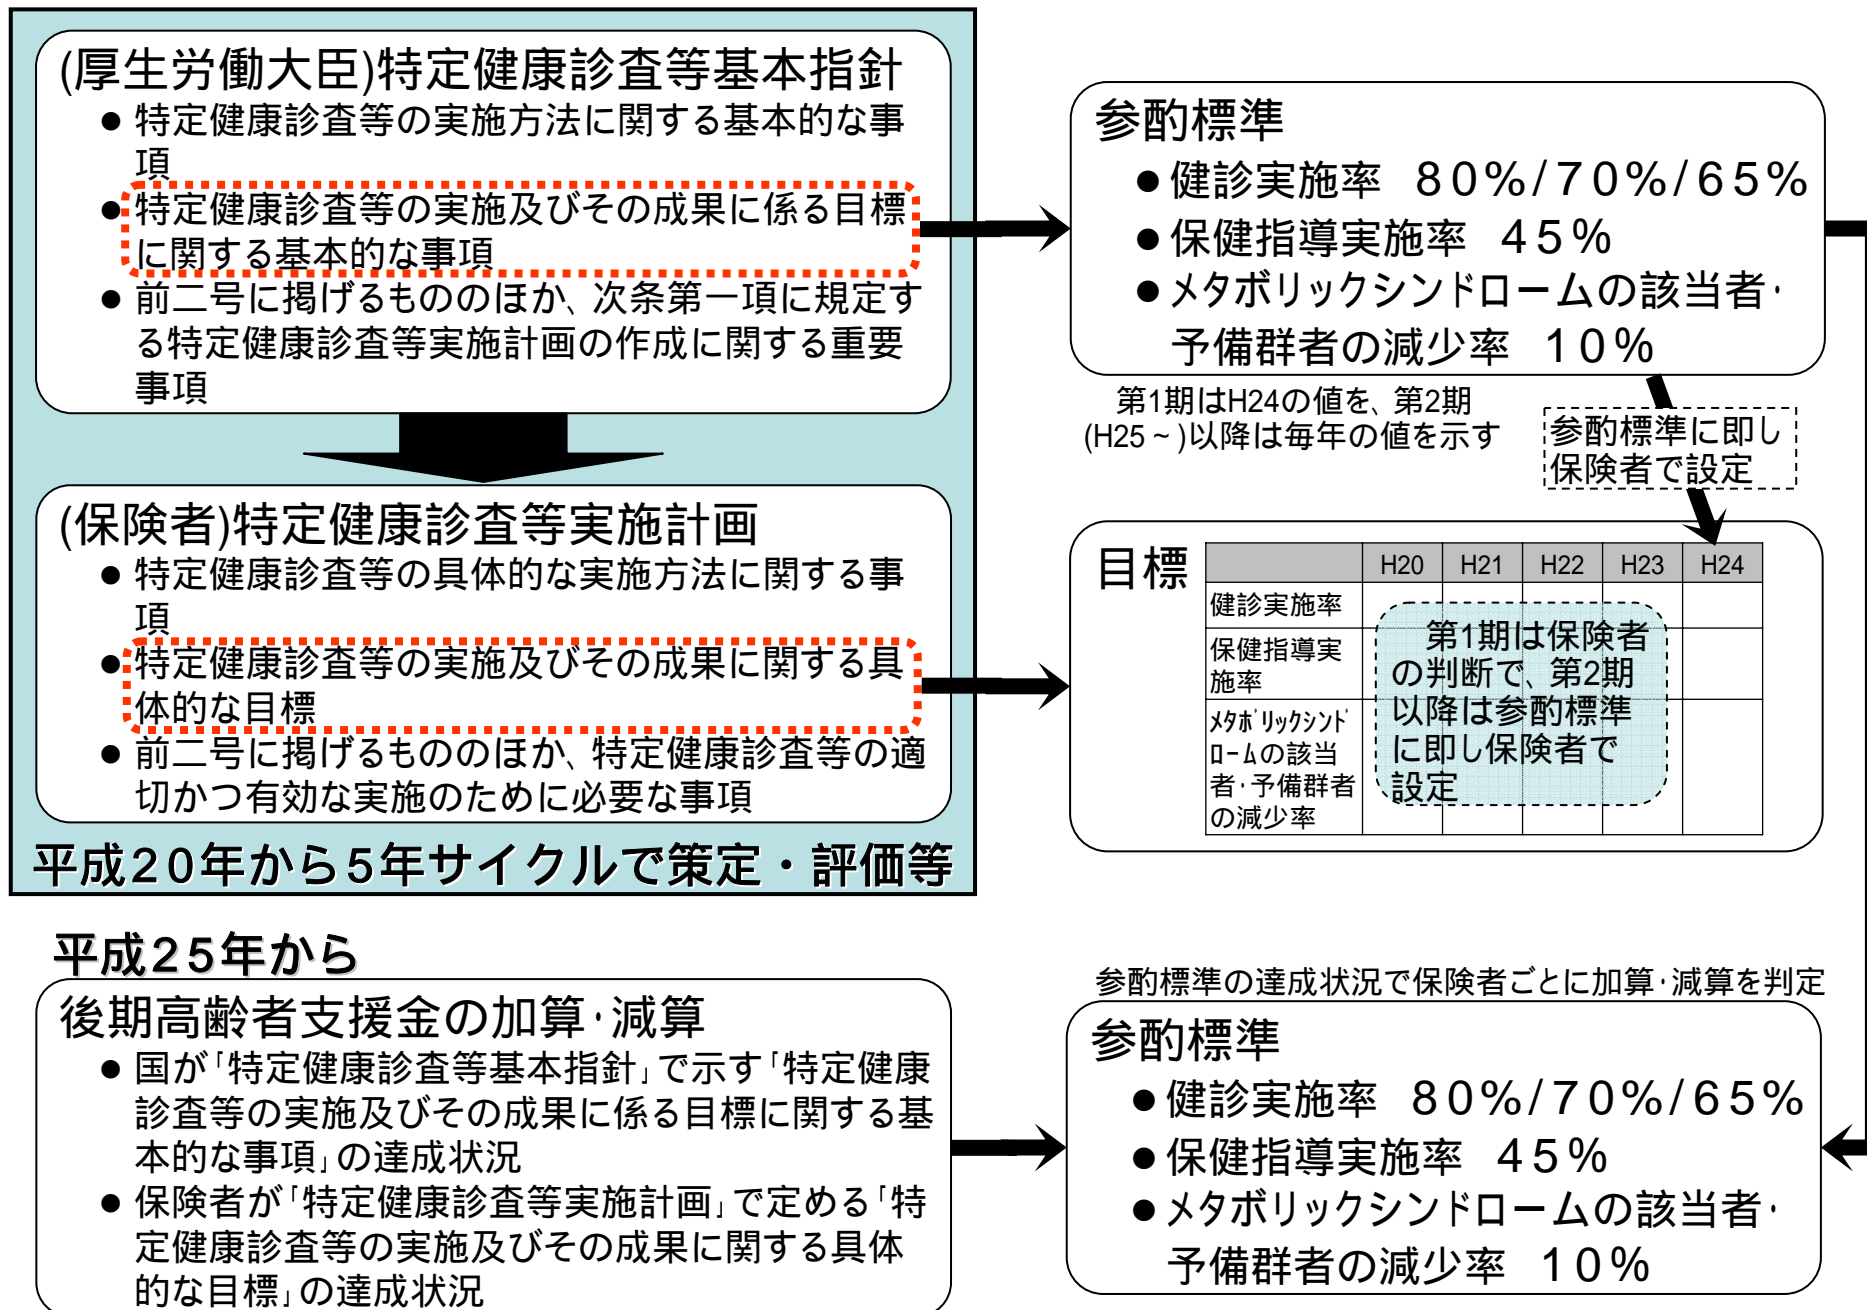 (厚生労働大臣)特定健康診査等基本指針
● 特定健康診査等の実施方法に関する基本的な事
項
● 特定健康診査等の実施及びその成果に係る目標
に関する基本的な事項
● 前二号に掲げるもののほか、次条第一項に規定す
る特定健康診査等実施計画の作成に関する重要
事項
(保険者)特定健康診査等実施計画
● 特定健康診査等の具体的な実施方法に関する事
項
● 特定健康診査等の実施及びその成果に関する具
体的な目標
● 前二号に掲げるもののほか、特定健康診査等の適
切かつ有効な実施のために必要な事項
平成20年から5年サイクルで策定・評価等
参酌標準
●健診実施率 80%/70%/65%
●保健指導実施率 45%
●メタボリックシンドロームの該当者・
予備群者の減少率 10%
第1期はH24の値を、第2期
(H25~)以降は毎年の値を示す
参酌標準に即し
保険者で設定
目標
H20 H21 H22 H23 H24
健診実施率
保健指導実
施率
ﾒﾀﾎﾞﾘｯｸｼﾝﾄﾞ
ﾛｰﾑの該当
者・予備群者
の減少率
第1期は保険者
の判断で、第2期
以降は参酌標準
に即し保険者で
設定
平成25年から
後期高齢者支援金の加算・減算
● 国が「特定健康診査等基本指針」で示す「特定健康
診査等の実施及びその成果に係る目標に関する基
本的な事項」の達成状況
● 保険者が「特定健康診査等実施計画」で定める「特
定健康診査等の実施及びその成果に関する具体
的な目標」の達成状況
参酌標準の達成状況で保険者ごとに加算・減算を判定
参酌標準
●健診実施率 80%/70%/65%
●保健指導実施率 45%
●メタボリックシンドロームの該当者・
予備群者の減少率 10%